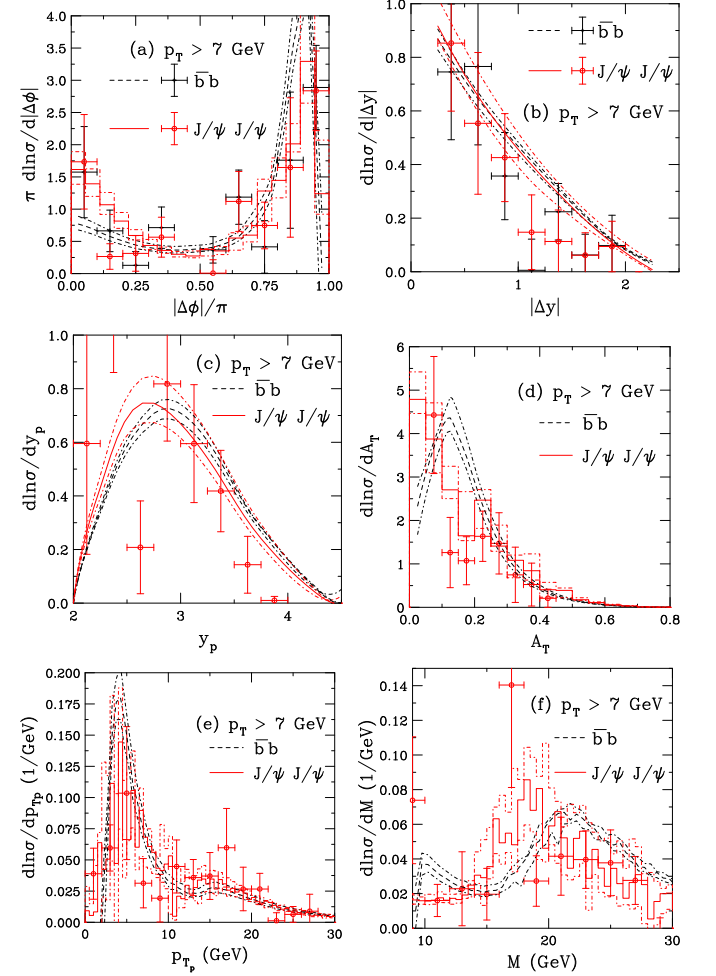 π dlnσ/d|Δϕ|
4.0
3.5
3.0
2.5
2.0
1.5
1.0
0.5
0.0
(a) p_T > 7 GeV
b̅b
J/ψ J/ψ
0.00 0.25 0.50 0.75 1.00
|Δϕ|/π
dlnσ/d|Δy|
1.0
0.8
0.6
0.4
0.2
0.0
b̅b
J/ψ J/ψ
(b) p_T > 7 GeV
0 1 2
|Δy|
dlnσ/dy_p
1.0
0.8
0.6
0.4
0.2
0.0
(c) p_T > 7 GeV
b̅b
J/ψ J/ψ
2 3 4
y_p
dlnσ/dA_T
6
5
4
3
2
1
0
(d) p_T > 7 GeV
b̅b
J/ψ J/ψ
0.0 0.2 0.4 0.6 0.8
A_T
dlnσ/dp_{T_p} (1/GeV)
0.200
0.175
0.150
0.125
0.100
0.075
0.050
0.025
0.000
(e) p_T > 7 GeV
b̅b
J/ψ J/ψ
0 5 10 15 20 25 30
p_{T_p} (GeV)
dlnσ/dM (1/GeV)
0.14
0.12
0.10
0.08
0.06
0.04
0.02
0.00
(f) p_T > 7 GeV
b̅b
J/ψ J/ψ
10 20 30
M (GeV)